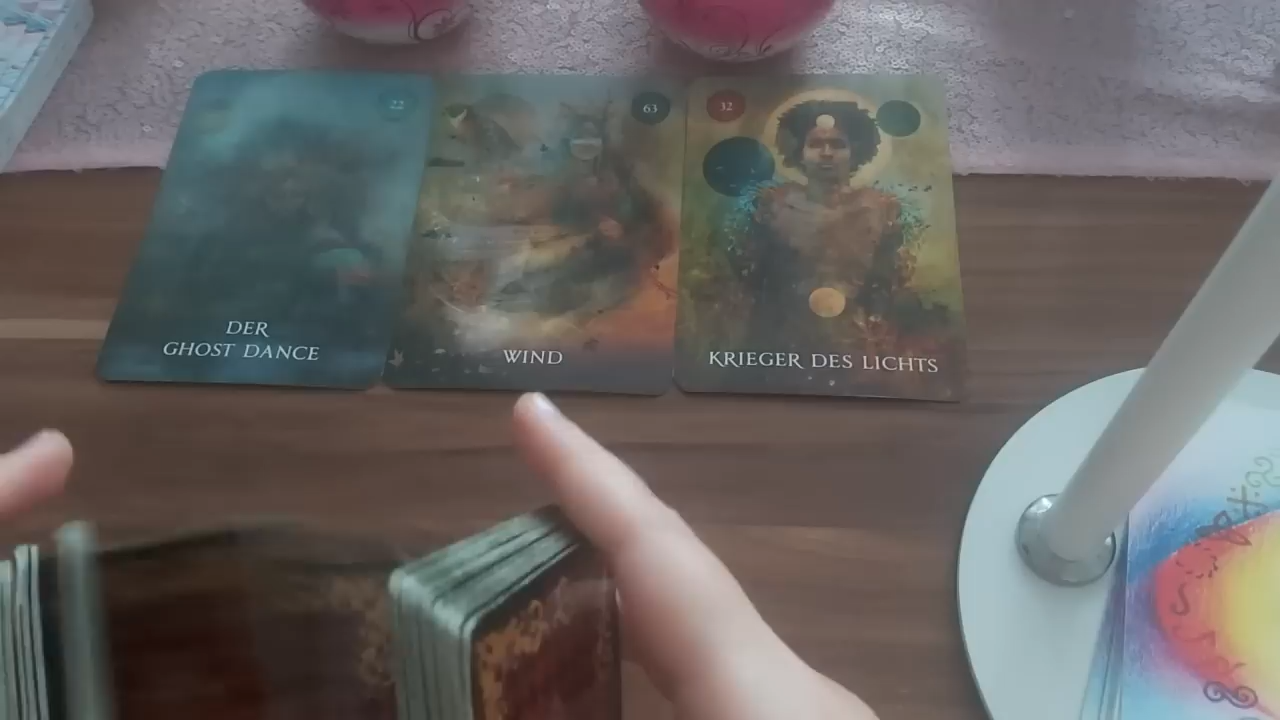 22
DER
GHOST DANCE
63
WIND
32
KRIEGER DES LICHTS